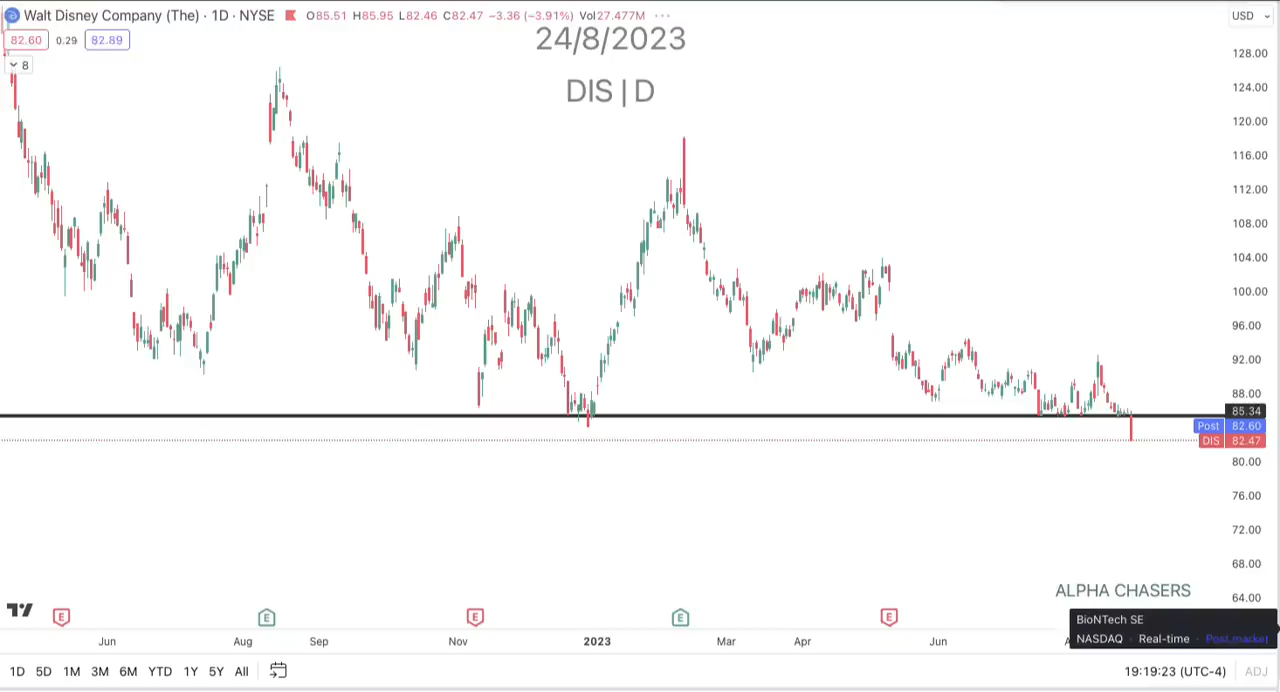 Walt Disney Company (The) · 1D · NYSE O85.51 H85.95 L82.46 C82.47 −3.36 (−3.91%) Vol27.477M ···
USD
82.60 0.29 82.89
8
24/8/2023
DIS | D
128.00
124.00
120.00
116.00
112.00
108.00
104.00
100.00
96.00
92.00
88.00
85.34
Post 82.60
DIS 82.47
80.00
76.00
72.00
68.00
64.00
ALPHA CHASERS
E E E E E
BioNTech SE
NASDAQ · Real-time · Post market
Jun Aug Sep Nov 2023 Mar Apr Jun A
1D 5D 1M 3M 6M YTD 1Y 5Y All
19:19:23 (UTC-4) ADJ